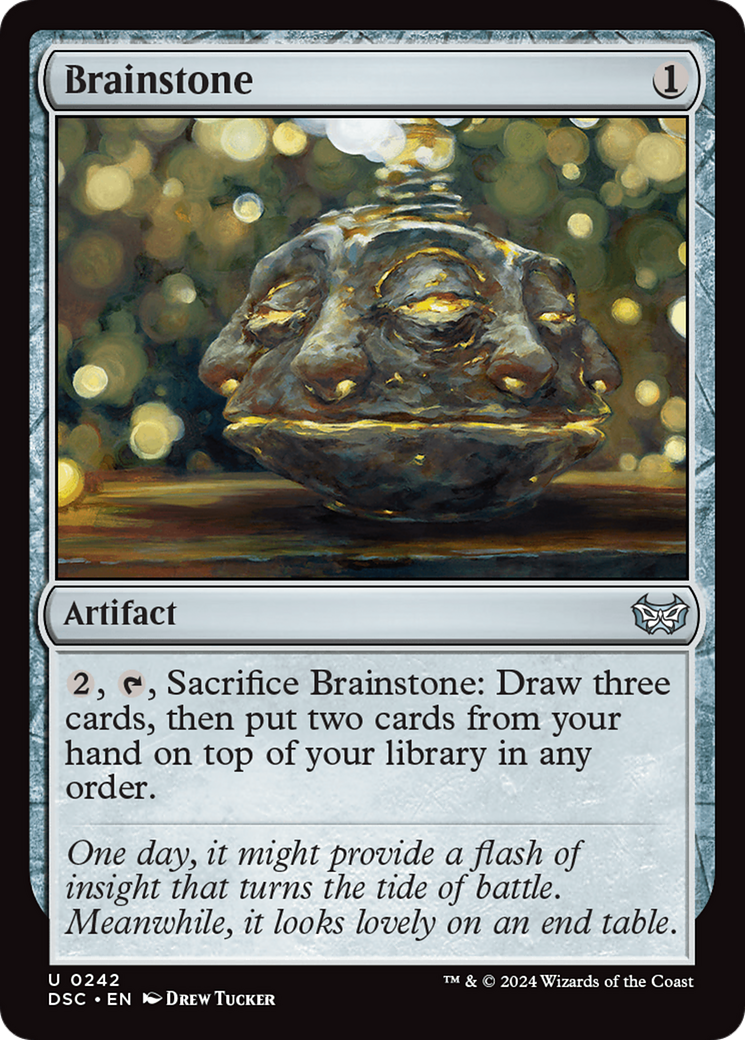 Brainstone 1
Artifact
2, , Sacrifice Brainstone: Draw three
cards, then put two cards from your
hand on top of your library in any
order.
One day, it might provide a flash of
insight that turns the tide of battle.
Meanwhile, it looks lovely on an end table.
U 0242
DSC • EN Drew Tucker
™ & © 2024 Wizards of the Coast